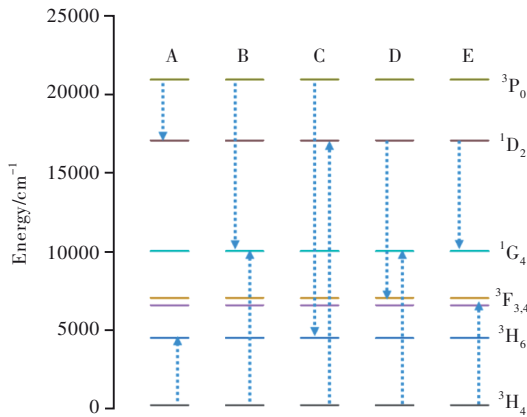 Energy/cm⁻¹
25000
20000
15000
10000
5000
0
A B C D E
³P₀
¹D₂
¹G₄
³F₃,₄
³H₆
³H₄